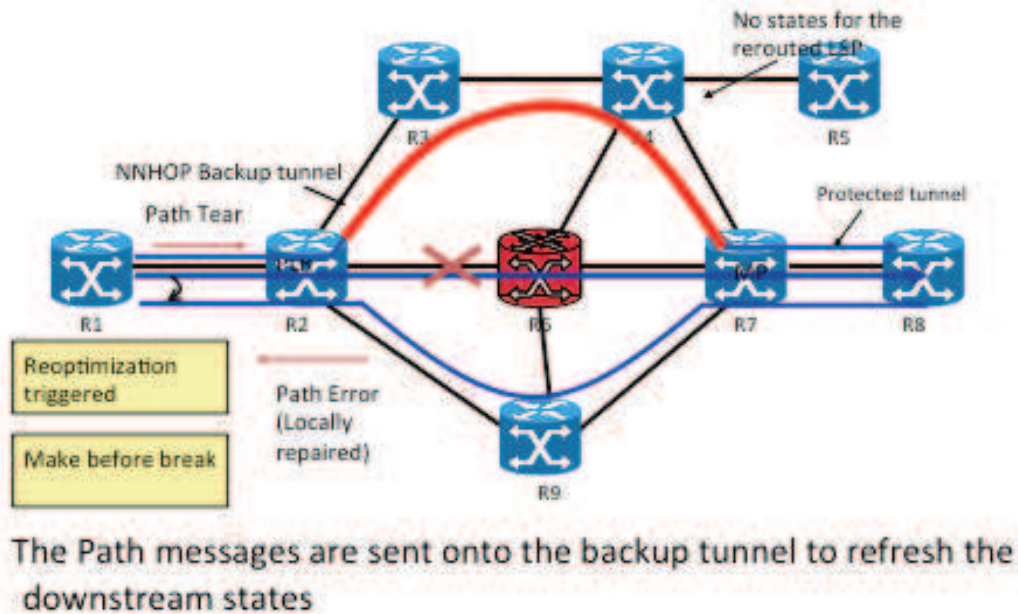 No states for the
rerouted LSP
R3
R4
R5
NNHOP Backup tunnel
Path Tear
Protected tunnel
PLR
MP
R1
R2
R6
R7
R8
Reoptimization
triggered
Path Error
(Locally
repaired)
Make before break
R9
The Path messages are sent onto the backup tunnel to refresh the
downstream states